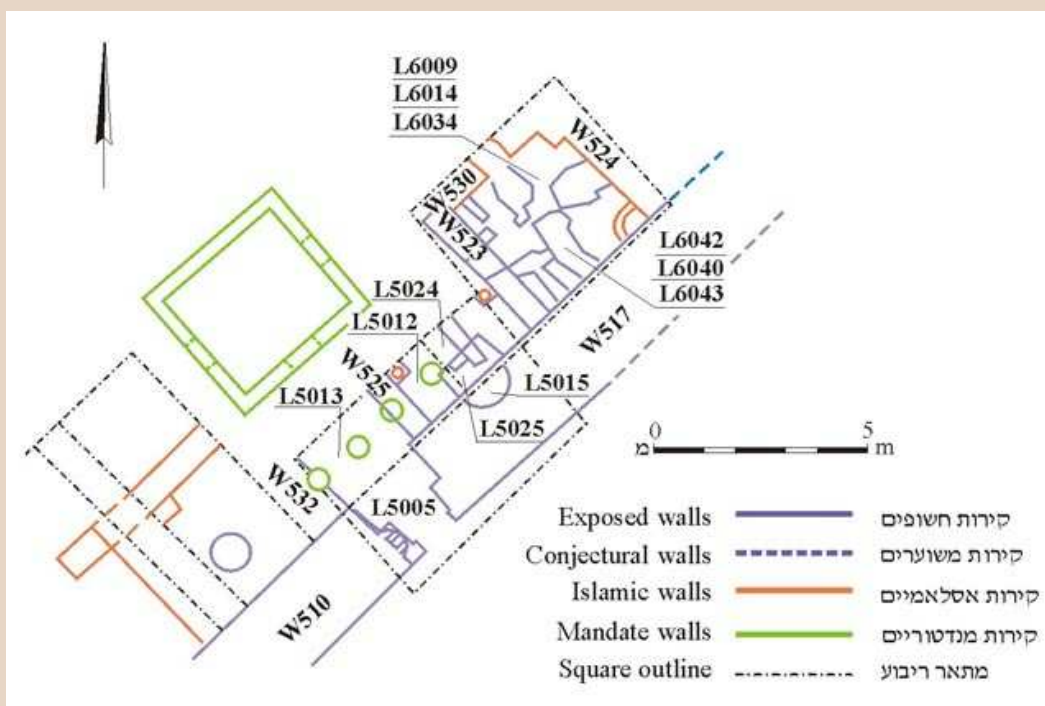 L6009
L6014
L6034
W524
W530
W523
L6042
L6040
L6043
L5024
L5012
W517
W525
L5015
L5013
L5025
W532
L5005
W510
0 5
מ m
Exposed walls קירות חשופים
Conjectural walls קירות משוערים
Islamic walls קירות אסלאמיים
Mandate walls קירות מנדטוריים
Square outline מתאר ריבוע